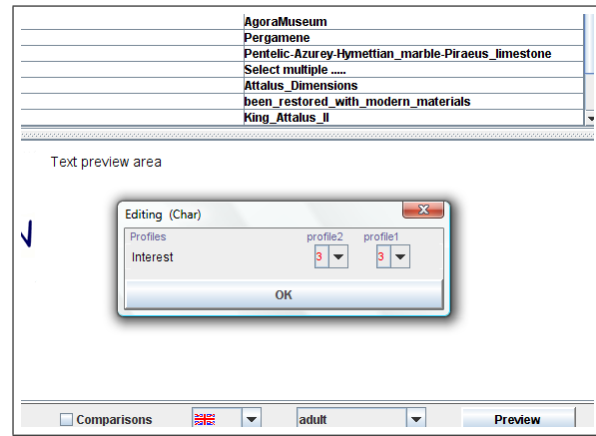 AgoraMuseum
Pergamene
Pentelic-Azurey-Hymettian_marble-Piraeus_limestone
Select multiple .....
Attalus_Dimensions
been_restored_with_modern_materials
King_Attalus_II
Text preview area
Editing (Char)
Profiles profile2 profile1
Interest 3 3
OK
Comparisons adult Preview